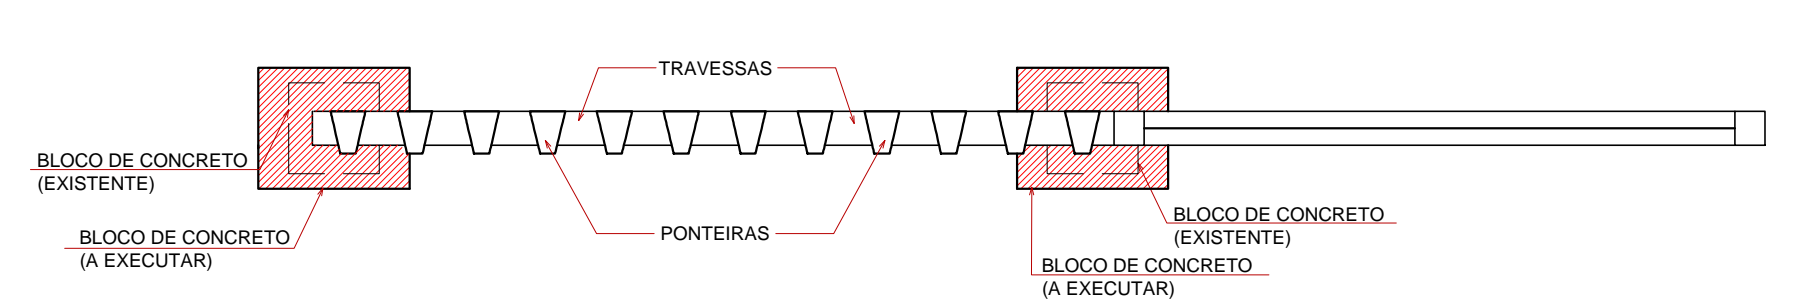 TRAVESSAS
BLOCO DE CONCRETO
(EXISTENTE)
BLOCO DE CONCRETO
(A EXECUTAR)
PONTEIRAS
BLOCO DE CONCRETO
(EXISTENTE)
BLOCO DE CONCRETO
(A EXECUTAR)